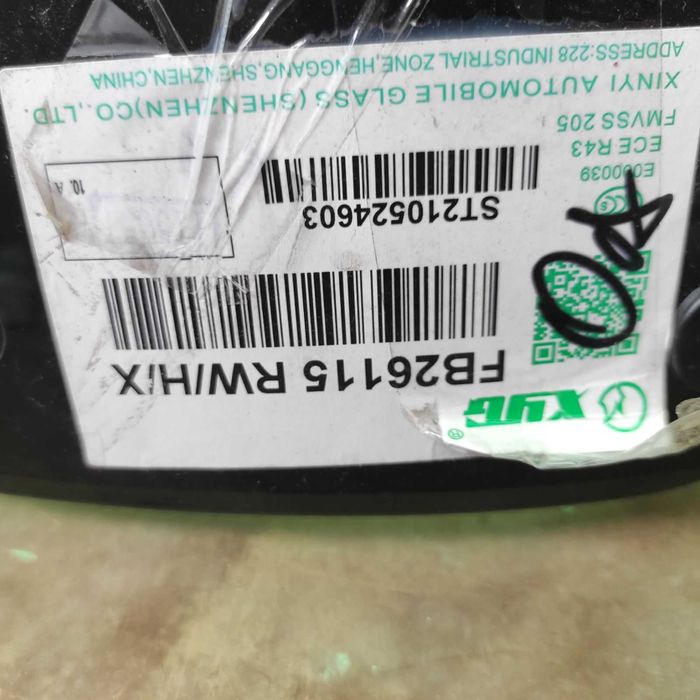 XYG®
FB26115 RW/H/X
ST210524603
10. A
E000039
ECE R43
FMVSS 205
XINYI AUTOMOBILE GLASS (SHENZHEN)CO.,LTD.
ADDRESS:228 INDUSTRIAL ZONE,HENGGANG,SHENZHEN,CHINA